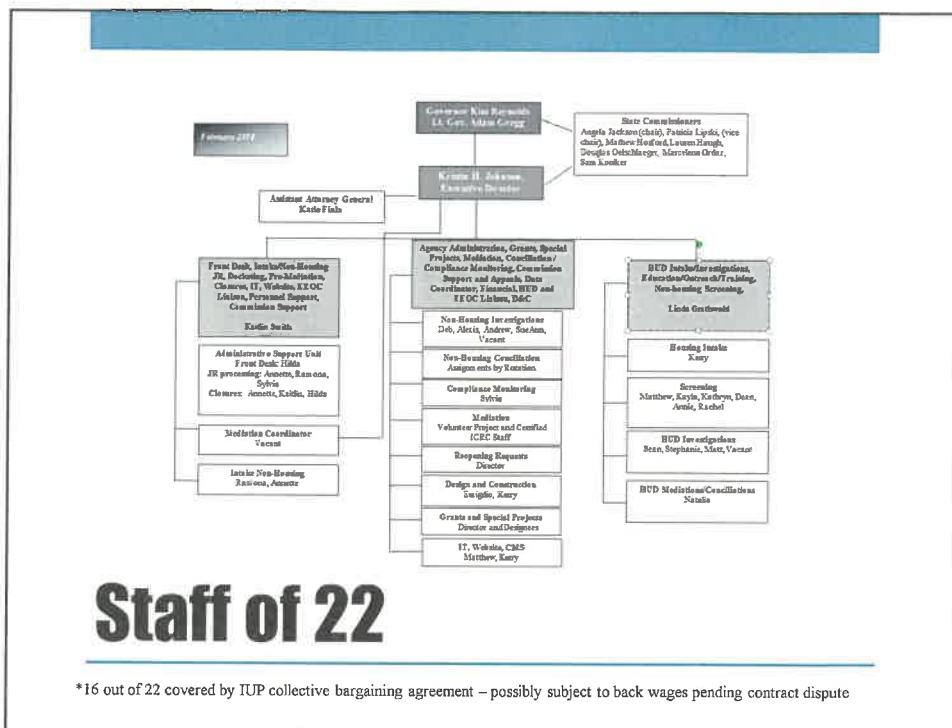 Governor Kim Reynolds
Lt. Gov. Adam Gregg
State Commissioners
Angela Jackson (chair), Patricia Lipski, (vice
chair), Mathew Hosford, Lauren Haugh,
Douglas Oelschlaeger,
Sam Kooiker
Kristin H. Johnson,
Executive Director
Assistant Attorney General
Katie Fiala
Front Desk, Intake/Non-Housing
JR, Docketing, Pre-Mediation,
Closures, IT, Website, EEOC
Liaison, Personnel Support,
Commission Support
Kaitlin Smith
Administrative Support Unit
Front Desk: Hilda
JR processing: Annette, Ramona,
Sylvia
Closures: Annette, Kaitlin, Hilda
Mediation Coordinator
Vacant
Intake Non-Housing
Ramona, Annette
Agency Administration, Grants, Special
Projects, Mediation, Conciliation/
Compliance Monitoring, Commission
Support and Appeals, Data
Coordinator, Financial, HUD and
EEOC Liaison, D&C
Non-Housing Investigations
Deb, Alexis, Andrew, SueAnn,
Vacant
Non-Housing Conciliation
Assignments by Rotation
Compliance Monitoring
Sylvia
Mediation
Volunteer Project and Certified
ICRC Staff
Reopening Requests
Director
Design and Construction
Emigdio, Kerry
Grants and Special Projects
Director and Designees
IT, Website, CMS
Matthew, Kerry
HUD Intake/Investigations,
Education/Outreach/Training,
Non-housing Screening,
Linda Grathwohl
Housing Intake
Kerry
Screening
Matthew, Kayla, Kathryn, Dean,
Annie, Rachel
HUD Investigations
Sean, Stephanie, Matt, Vacant
HUD Mediations/Conciliations
Natalie
Staff of 22
*16 out of 22 covered by IUP collective bargaining agreement – possibly subject to back wages pending contract dispute